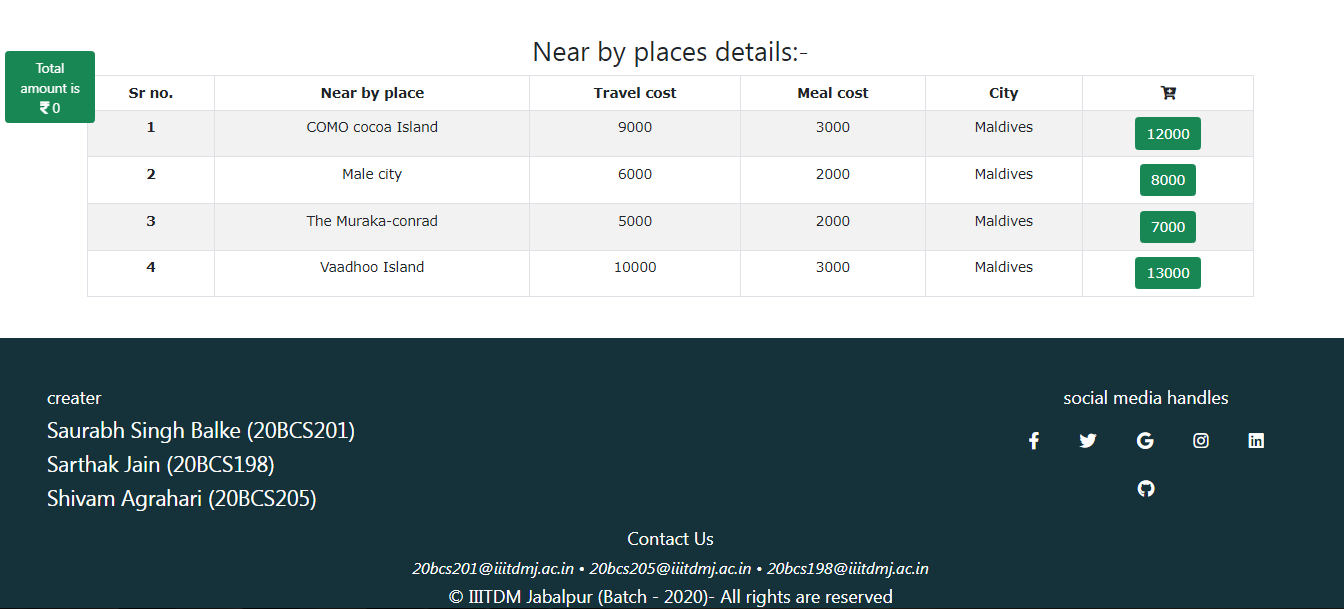 Near by places details:-
Total
amount is
₹ 0
Sr no. Near by place Travel cost Meal cost City
1 COMO cocoa Island 9000 3000 Maldives 12000
2 Male city 6000 2000 Maldives 8000
3 The Muraka-conrad 5000 2000 Maldives 7000
4 Vaadhoo Island 10000 3000 Maldives 13000
creater
Saurabh Singh Balke (20BCS201)
Sarthak Jain (20BCS198)
Shivam Agrahari (20BCS205)
social media handles
Contact Us
20bcs201@iiitdmj.ac.in • 20bcs205@iiitdmj.ac.in • 20bcs198@iiitdmj.ac.in
© IIITDM Jabalpur (Batch - 2020)- All rights are reserved